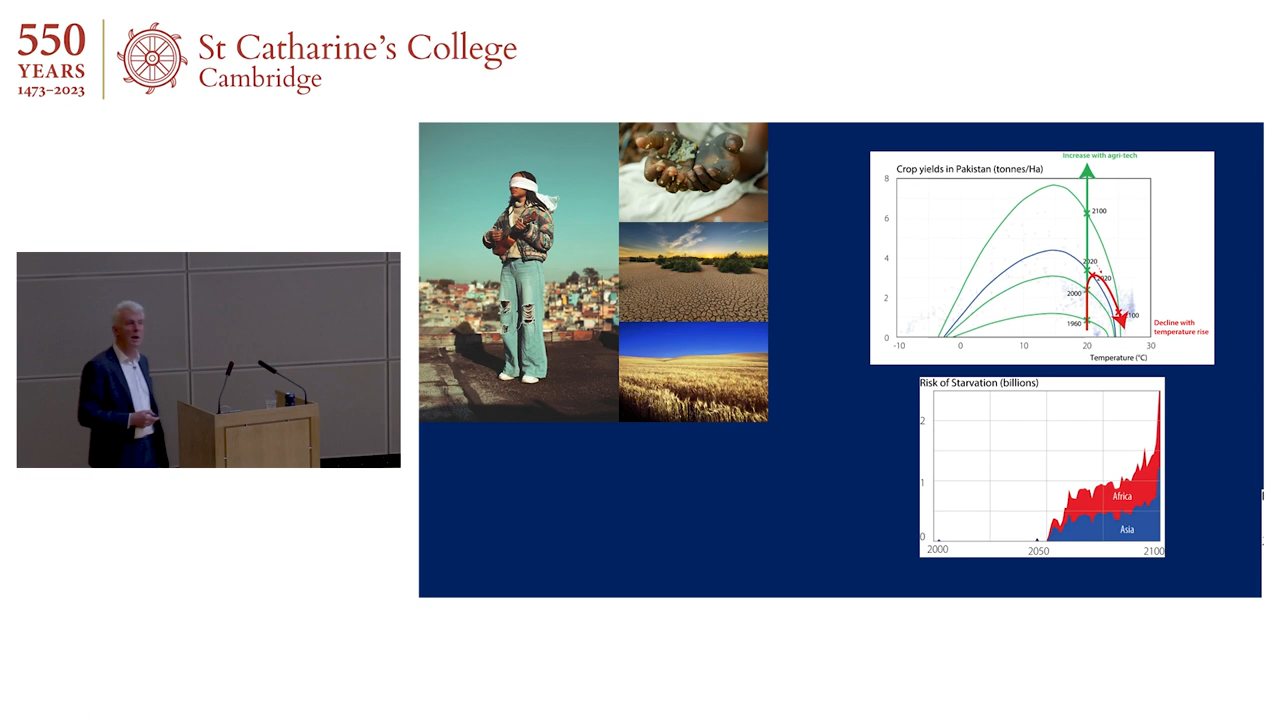 550
YEARS
1473–2023
St Catharine's College
Cambridge
Increase with agri-tech
Crop yields in Pakistan (tonnes/Ha)
8
6
4
2
0
2100
2020
2020
2000
1960
2100
Decline with
temperature rise
-10
0
10
20
30
Temperature (°C)
Risk of Starvation (billions)
2
1
0
Africa
Asia
2000
2050
2100